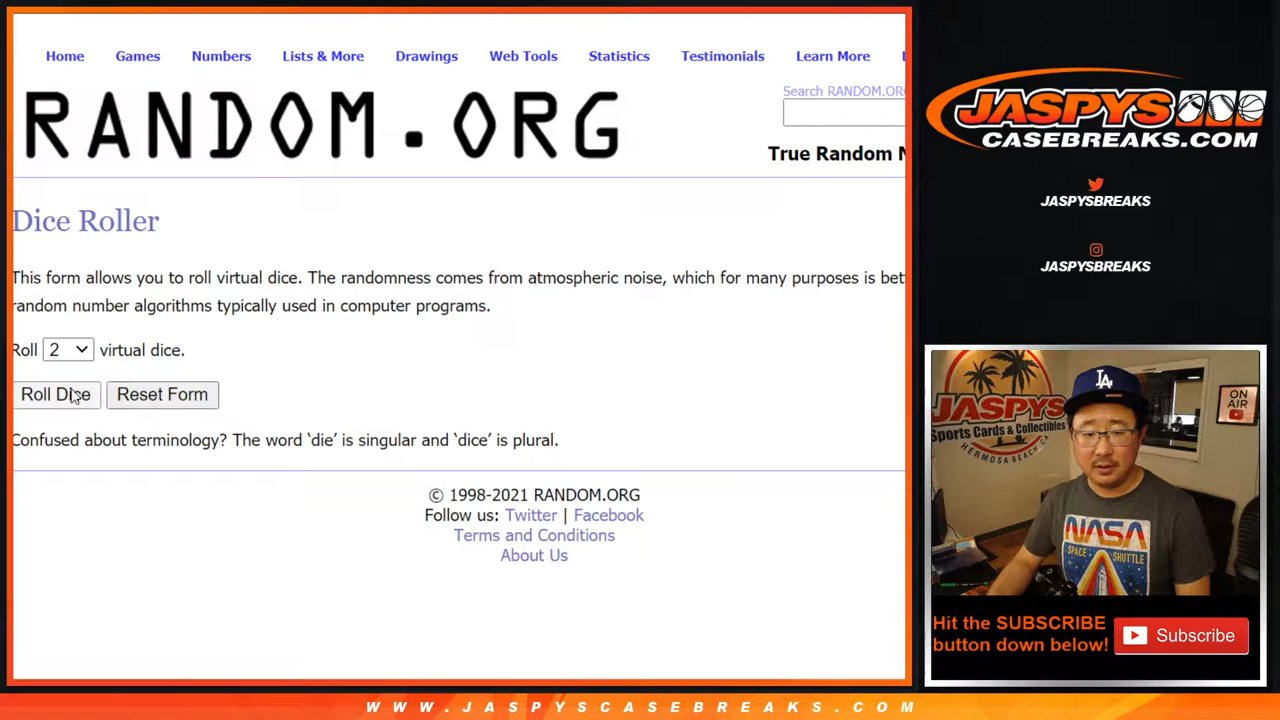 Home Games Numbers Lists & More Drawings Web Tools Statistics Testimonials Learn More
RANDOM.ORG
Search RANDOM.ORG
True Random N
Dice Roller
This form allows you to roll virtual dice. The randomness comes from atmospheric noise, which for many purposes is bet
random number algorithms typically used in computer programs.
Roll 2 virtual dice.
Roll Dice Reset Form
Confused about terminology? The word ‘die’ is singular and ‘dice’ is plural.
© 1998-2021 RANDOM.ORG
Follow us: Twitter | Facebook
Terms and Conditions
About Us
JASPYS
CASEBREAKS.COM
JASPYSBREAKS
JASPYSBREAKS
JASPYS
Sports Cards & Collectibles
HERMOSA BEACH, CA
LA
ON AIR
NASA
SPACE SHUTTLE
Hit the SUBSCRIBE
button down below!
Subscribe
WWW.JASPYSCASEBREAKS.COM